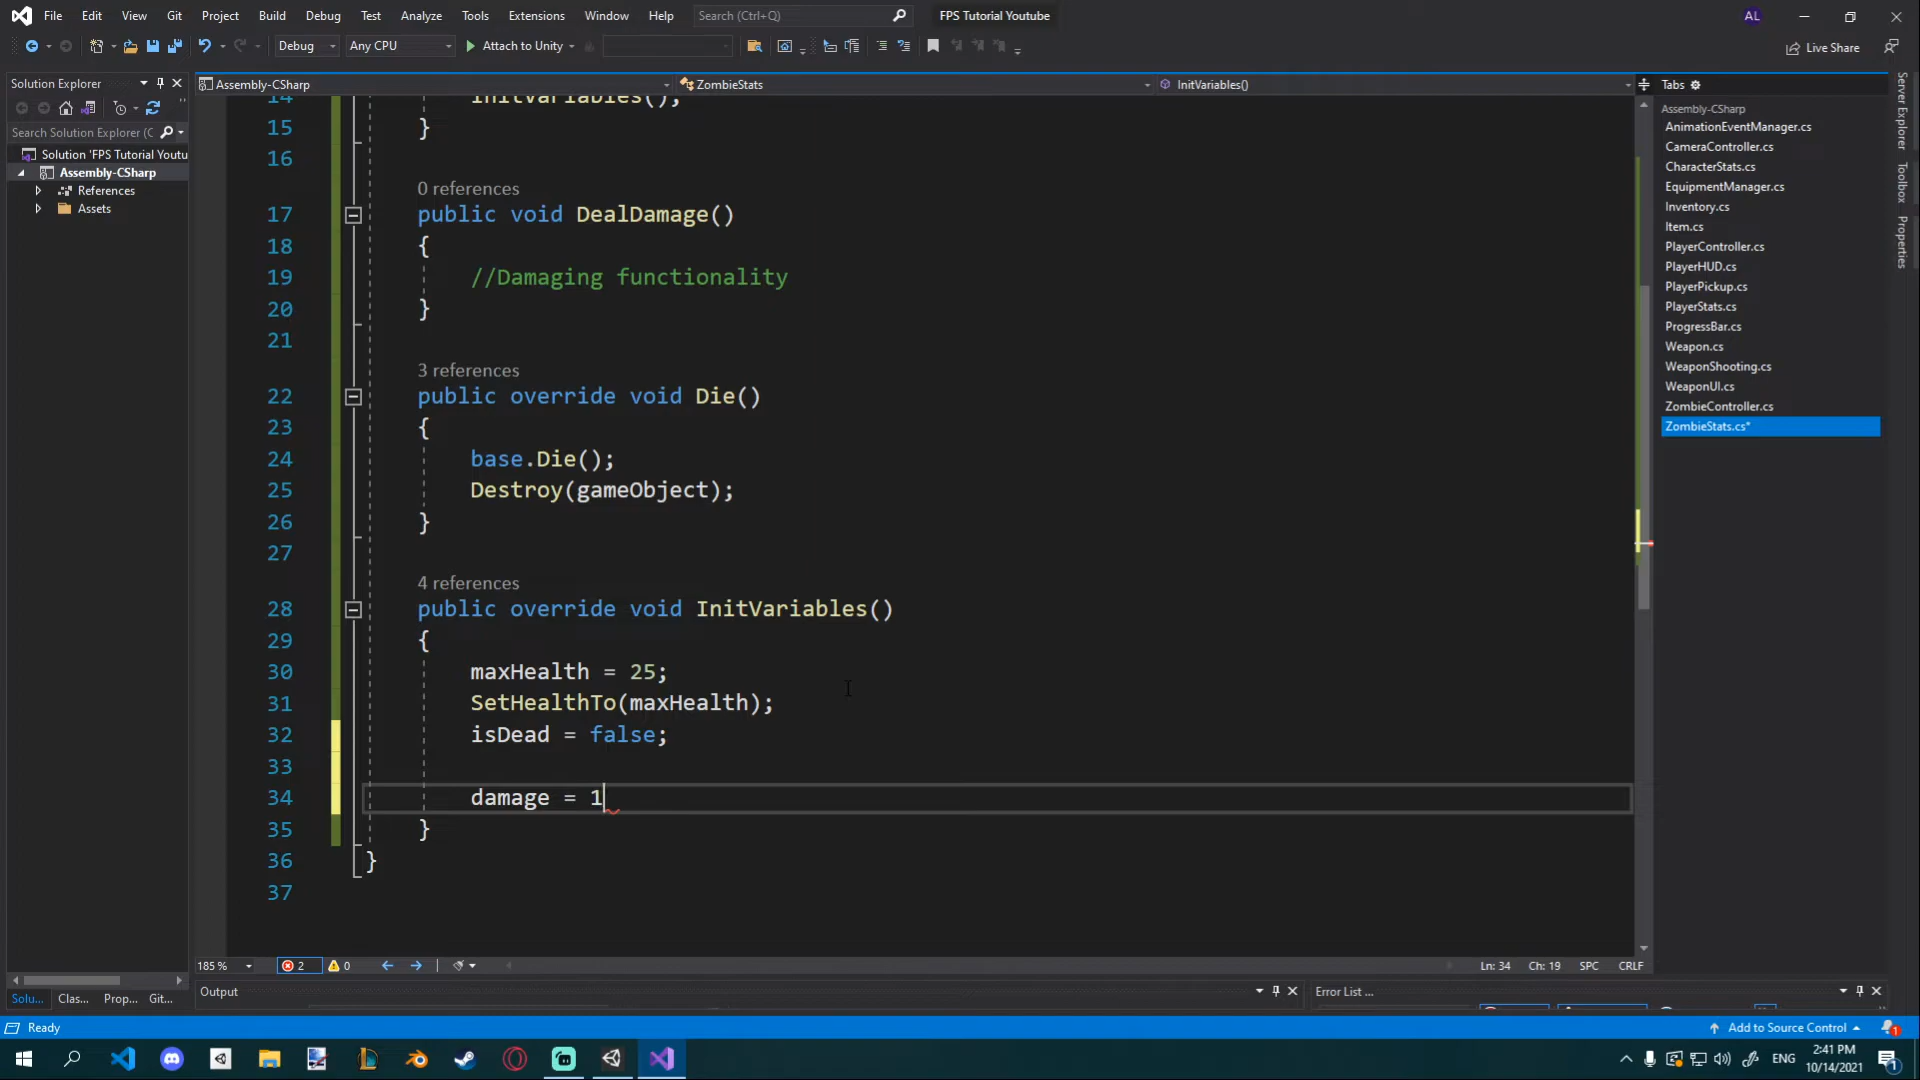 File Edit View Git Project Build Debug Test Analyze Tools Extensions Window Help Search (Ctrl+Q) FPS Tutorial Youtube AL
Debug Any CPU Attach to Unity Live Share
Solution Explorer
Search Solution Explorer (C
Solution 'FPS Tutorial Youtu
Assembly-CSharp
References
Assets
Assembly-CSharp ZombieStats InitVariables()
14 InitVariables();
15 }
16
0 references
17 public void DealDamage()
18 {
19 //Damaging functionality
20 }
21
3 references
22 public override void Die()
23 {
24 base.Die();
25 Destroy(gameObject);
26 }
27
4 references
28 public override void InitVariables()
29 {
30 maxHealth = 25;
31 SetHealthTo(maxHealth);
32 isDead = false;
33
34 damage = 1
35 }
36 }
37
Tabs
Assembly-CSharp
AnimationEventManager.cs
CameraController.cs
CharacterStats.cs
EquipmentManager.cs
Inventory.cs
Item.cs
PlayerController.cs
PlayerHUD.cs
PlayerPickup.cs
PlayerStats.cs
ProgressBar.cs
Weapon.cs
WeaponShooting.cs
WeaponUI.cs
ZombieController.cs
ZombieStats.cs*
Server Explorer
Toolbox
Properties
185 % 2 0 Ln: 34 Ch: 19 SPC CRLF
Solu... Clas... Prop... Git...
Output Error List ...
Ready Add to Source Control 1
ENG 2:41 PM 1
10/14/2021